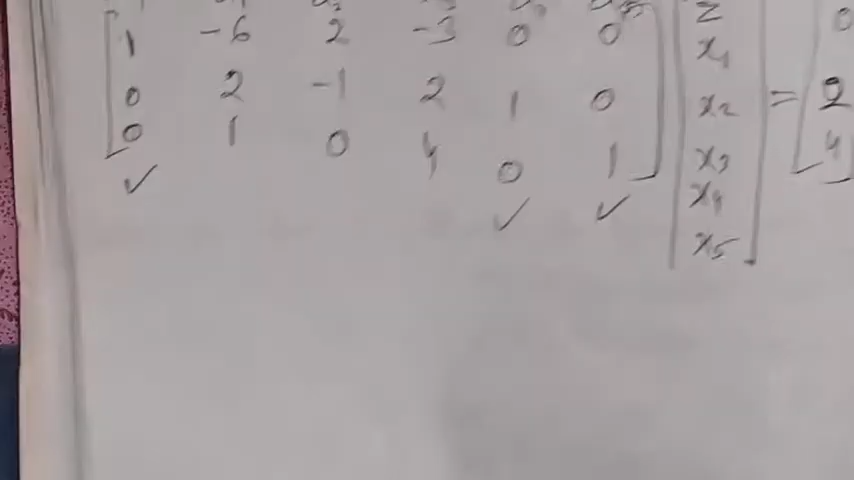 1 -6 2 -3 0 0 z 0
x1
0 2 -1 2 1 0 x2 = 2
0 1 0 4 0 1 x3 4
✓ ✓ ✓ x4
x5